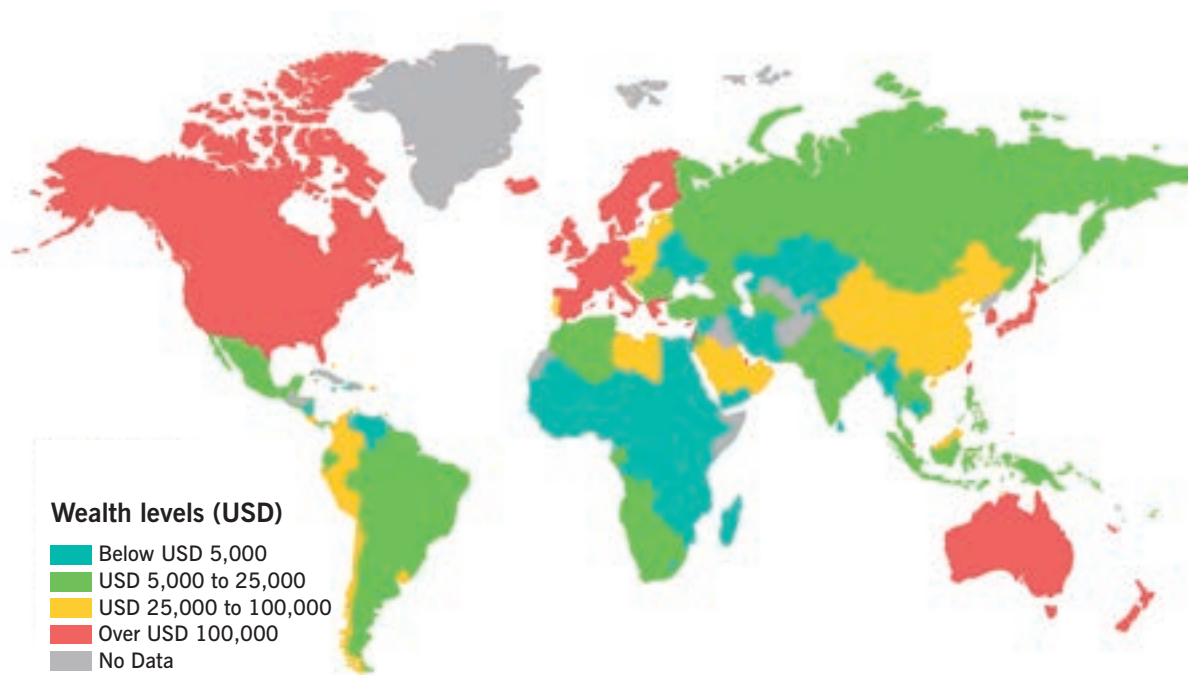 Wealth levels (USD)
Below USD 5,000
USD 5,000 to 25,000
USD 25,000 to 100,000
Over USD 100,000
No Data